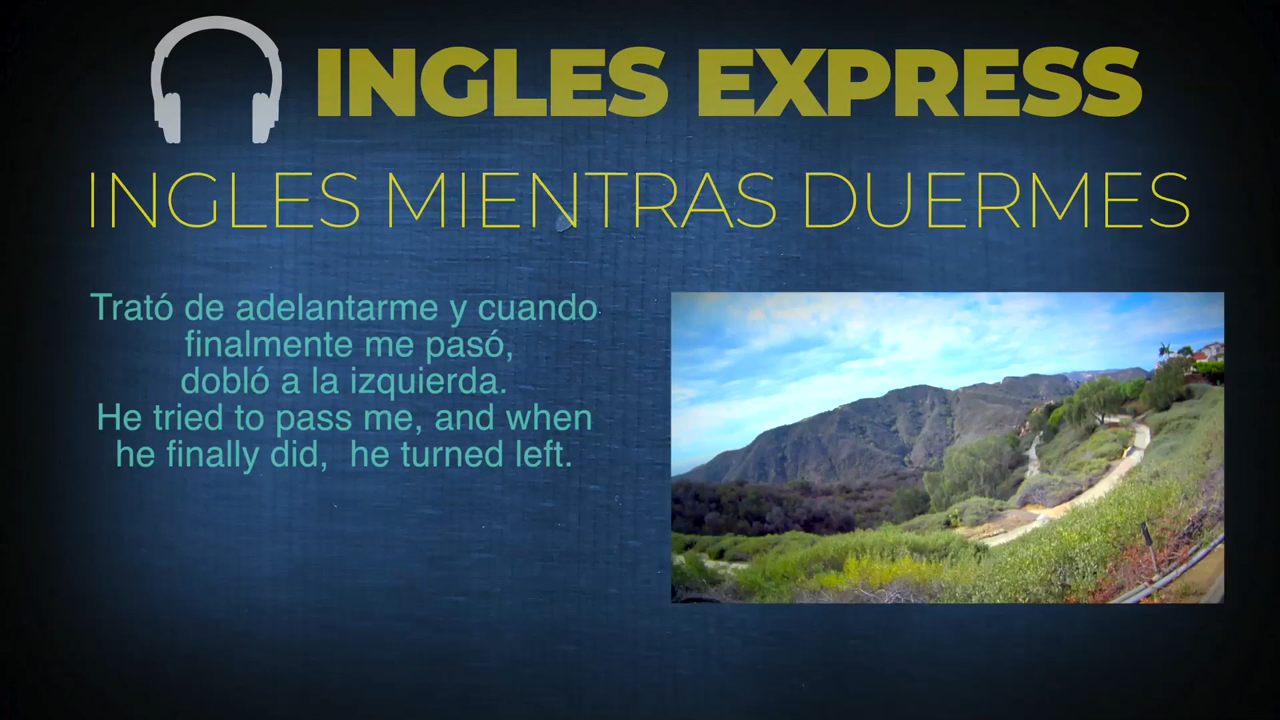 INGLES EXPRESS
INGLES MIENTRAS DUERMES
Trató de adelantarme y cuando
finalmente me pasó,
dobló a la izquierda.
He tried to pass me, and when
he finally did,  he turned left.